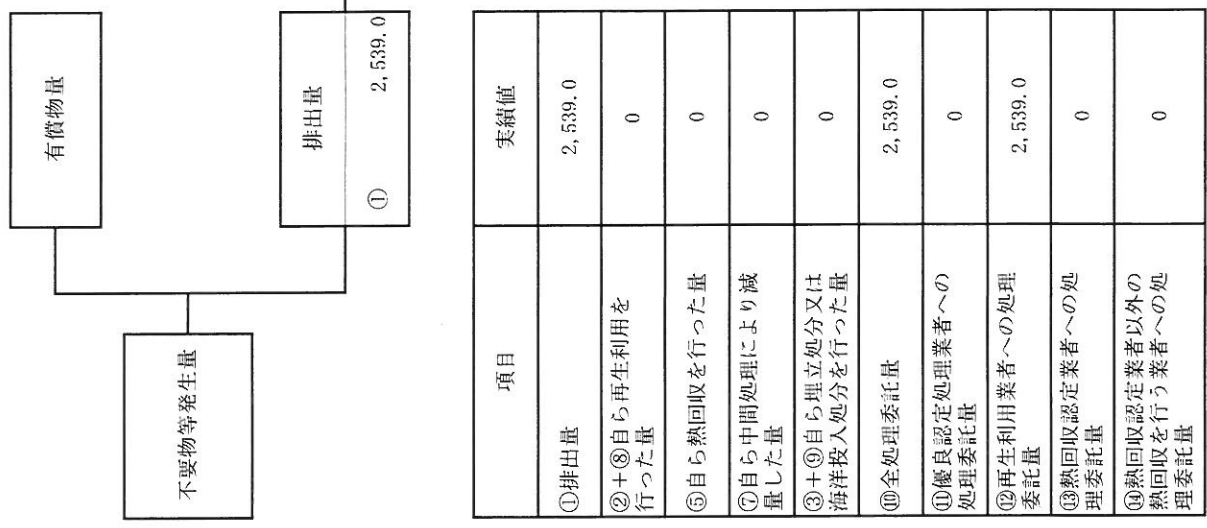 有償物量
不要物等発生量
排出量
① 2,539.0
項目 実績値
①排出量 2,539.0
②+⑧自ら再生利用を
行った量 0
⑤自ら熱回収を行った量 0
⑦自ら中間処理により減
量した量 0
③+⑨自ら埋立処分又は
海洋投入処分を行った量 0
⑩全処理委託量 2,539.0
⑪優良認定処理業者への
処理委託量 0
⑫再生利用業者への処理
委託量 2,539.0
⑬熱回収認定業者への処
理委託量 0
⑭熱回収認定業者以外の
熱回収を行う業者への処
理委託量 0